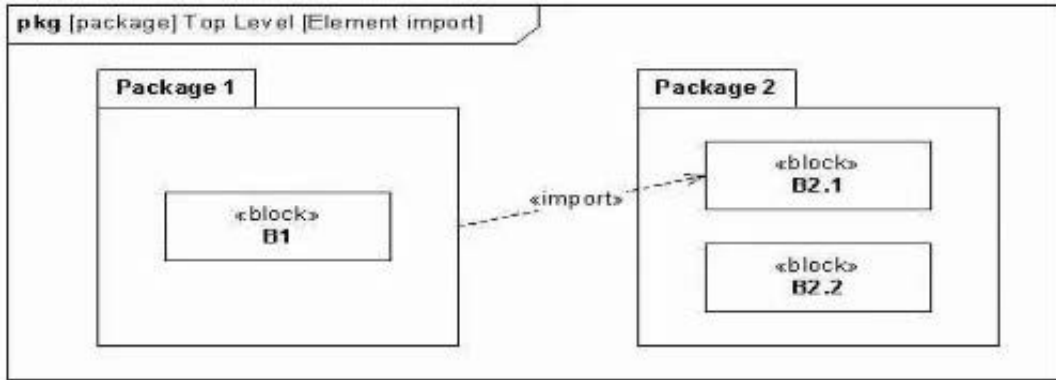 pkg [package] Top Level [Element import]
Package 1
Package 2
«block»
B2.1
«import»
«block»
B1
«block»
B2.2